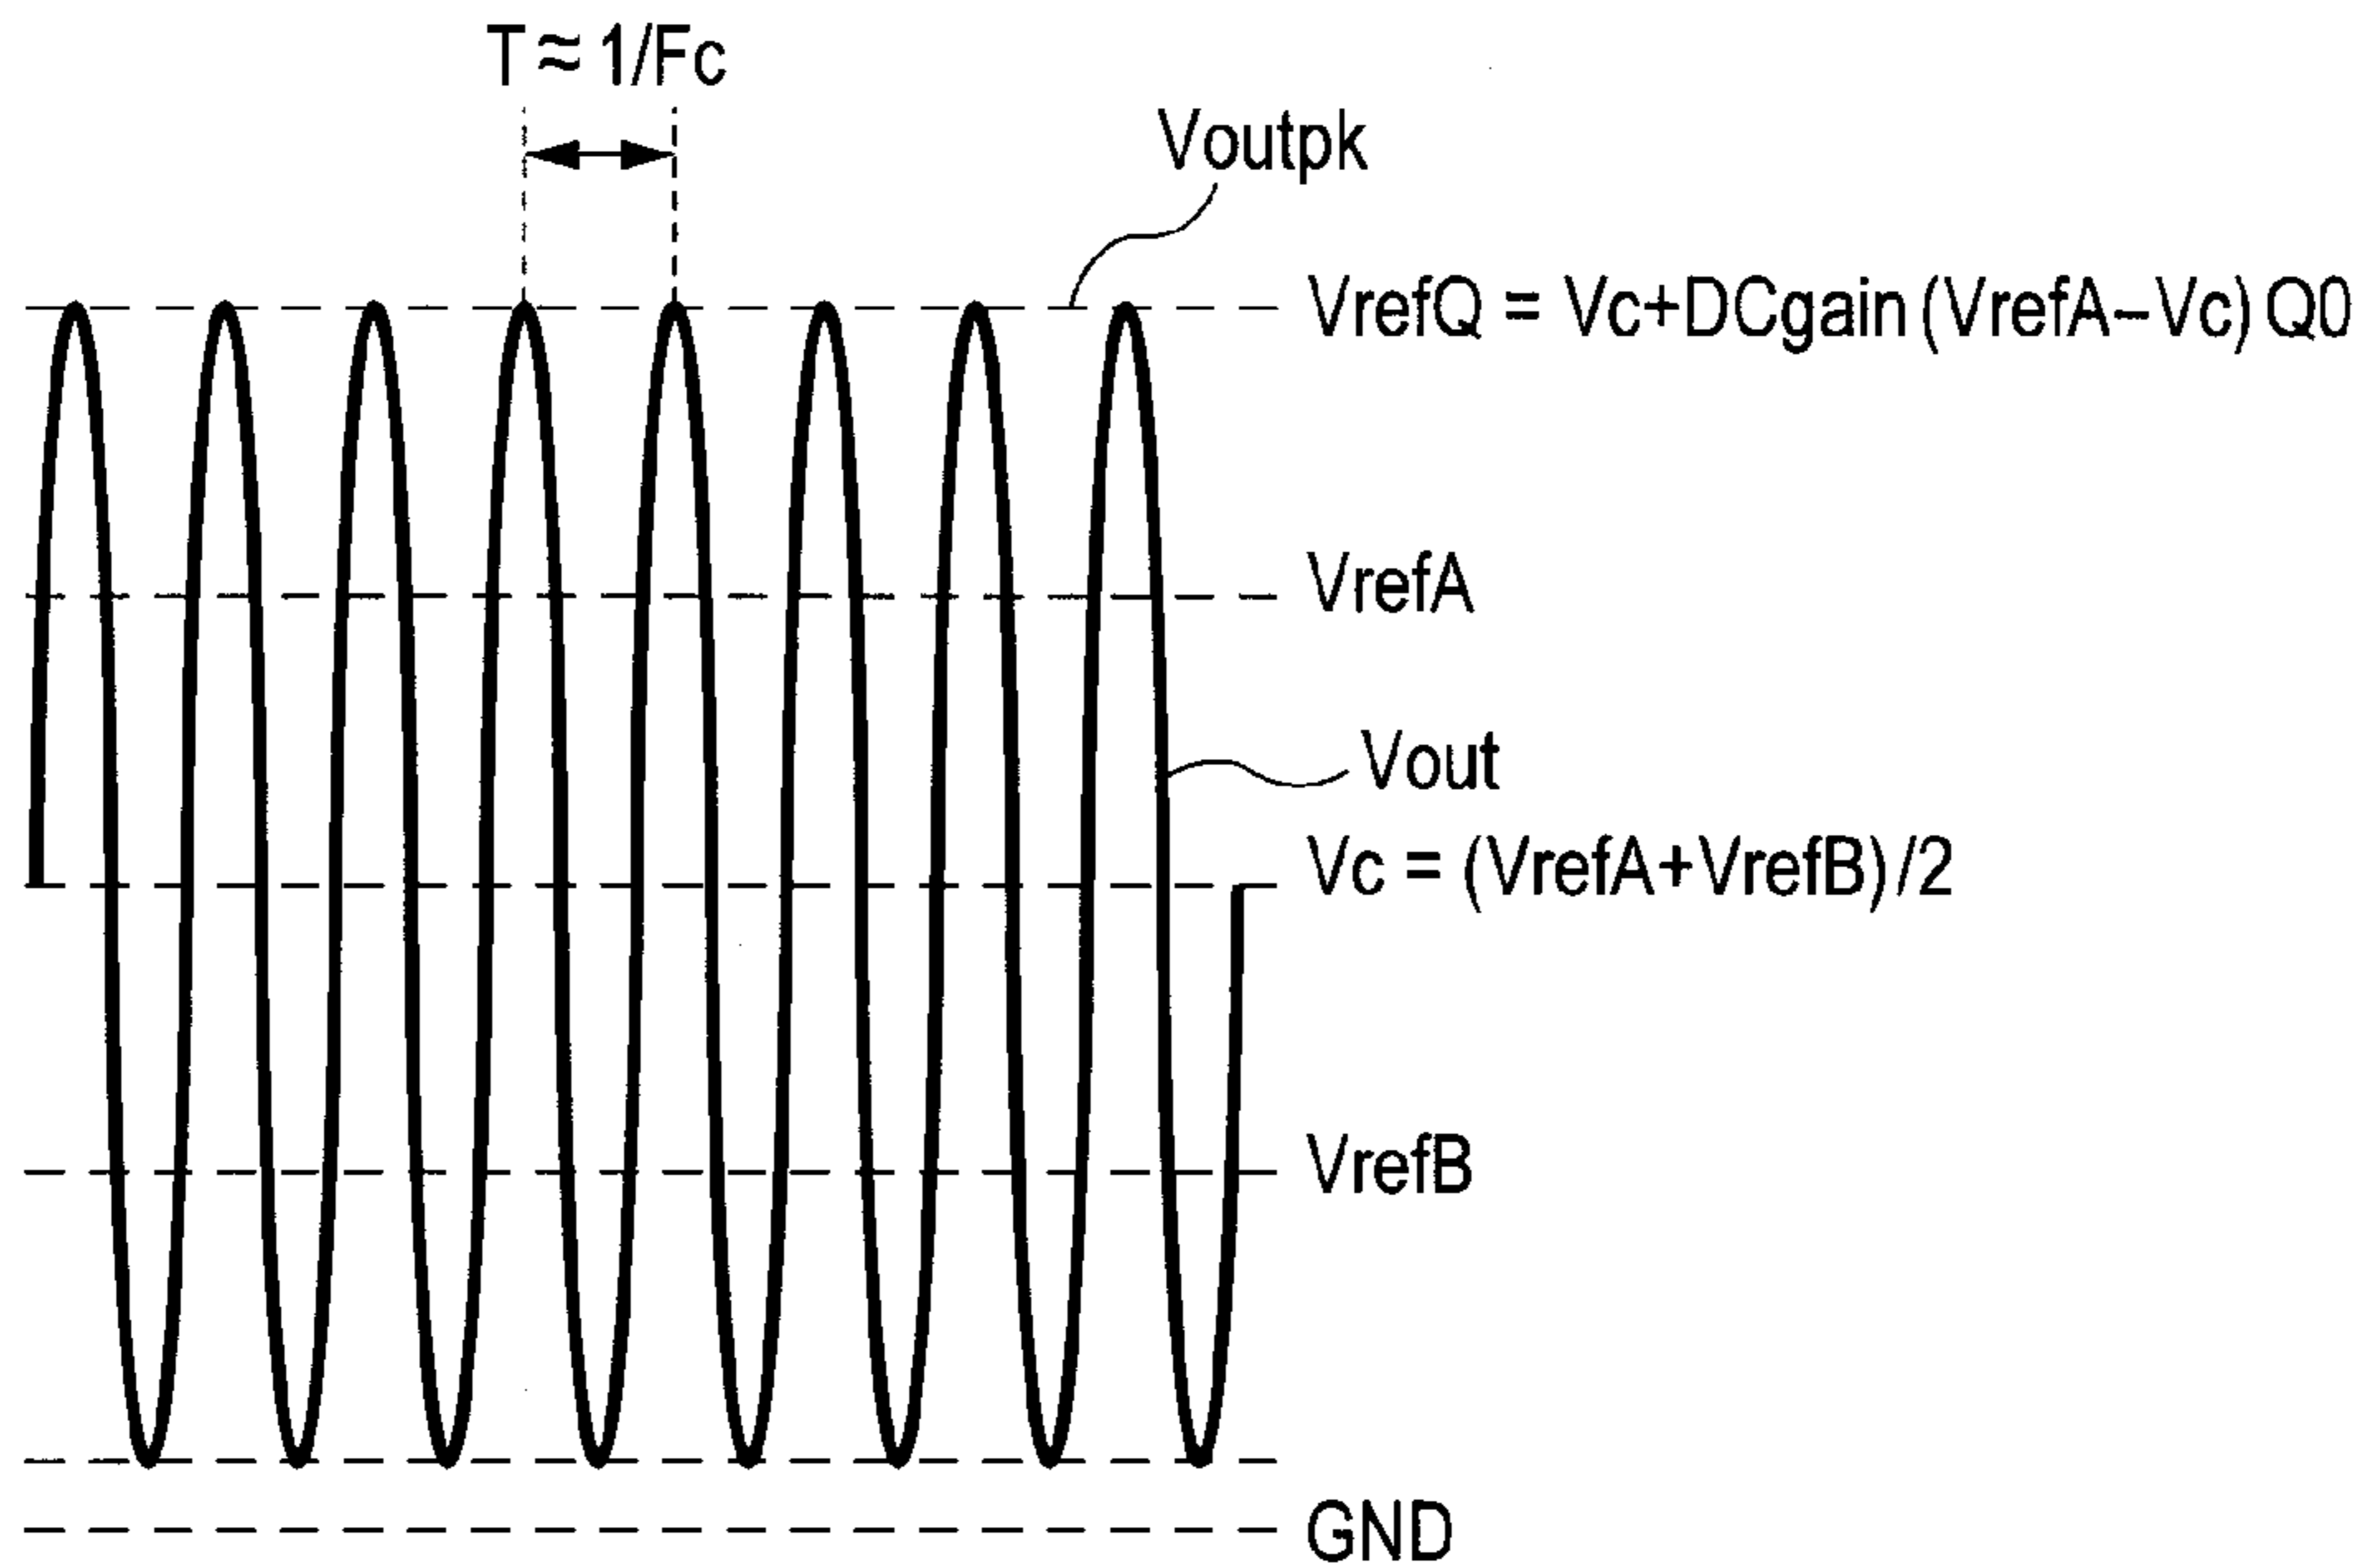 T ≈ 1/Fc
Voutpk
VrefQ = Vc+DCgain (VrefA−Vc) Q0
VrefA
Vout
Vc = (VrefA+VrefB) /2
VrefB
GND